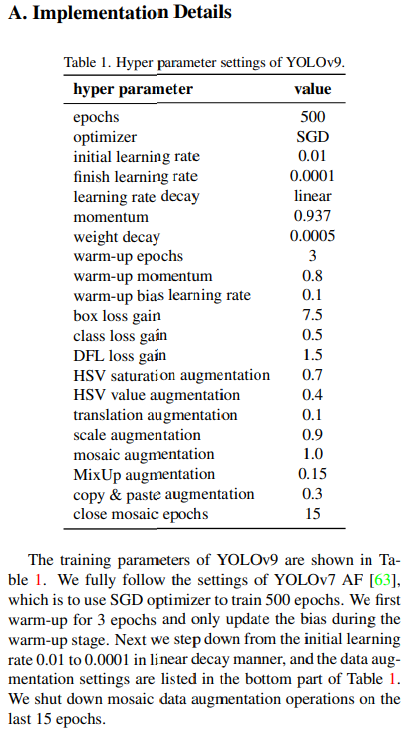 A. Implementation Details
Table 1. Hyper parameter settings of YOLOv9.
hyper parameter value
epochs 500
optimizer SGD
initial learning rate 0.01
finish learning rate 0.0001
learning rate decay linear
momentum 0.937
weight decay 0.0005
warm-up epochs 3
warm-up momentum 0.8
warm-up bias learning rate 0.1
box loss gain 7.5
class loss gain 0.5
DFL loss gain 1.5
HSV saturation augmentation 0.7
HSV value augmentation 0.4
translation augmentation 0.1
scale augmentation 0.9
mosaic augmentation 1.0
MixUp augmentation 0.15
copy & paste augmentation 0.3
close mosaic epochs 15
The training parameters of YOLOv9 are shown in Ta-
ble 1. We fully follow the settings of YOLOv7 AF [63],
which is to use SGD optimizer to train 500 epochs. We first
warm-up for 3 epochs and only update the bias during the
warm-up stage. Next we step down from the initial learning
rate 0.01 to 0.0001 in linear decay manner, and the data aug-
mentation settings are listed in the bottom part of Table 1.
We shut down mosaic data augmentation operations on the
last 15 epochs.